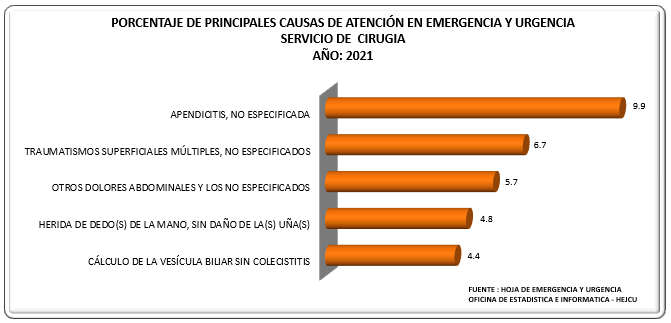 PORCENTAJE DE PRINCIPALES CAUSAS DE ATENCIÓN EN EMERGENCIA Y URGENCIA
SERVICIO DE CIRUGIA
AÑO: 2021
APENDICITIS, NO ESPECIFICADA 9.9
TRAUMATISMOS SUPERFICIALES MÚLTIPLES, NO ESPECIFICADOS 6.7
OTROS DOLORES ABDOMINALES Y LOS NO ESPECIFICADOS 5.7
HERIDA DE DEDO(S) DE LA MANO, SIN DAÑO DE LA(S) UÑA(S) 4.8
CÁLCULO DE LA VESÍCULA BILIAR SIN COLECISTITIS 4.4
FUENTE : HOJA DE EMERGENCIA Y URGENCIA
OFICINA DE ESTADISTICA E INFORMATICA - HEJCU